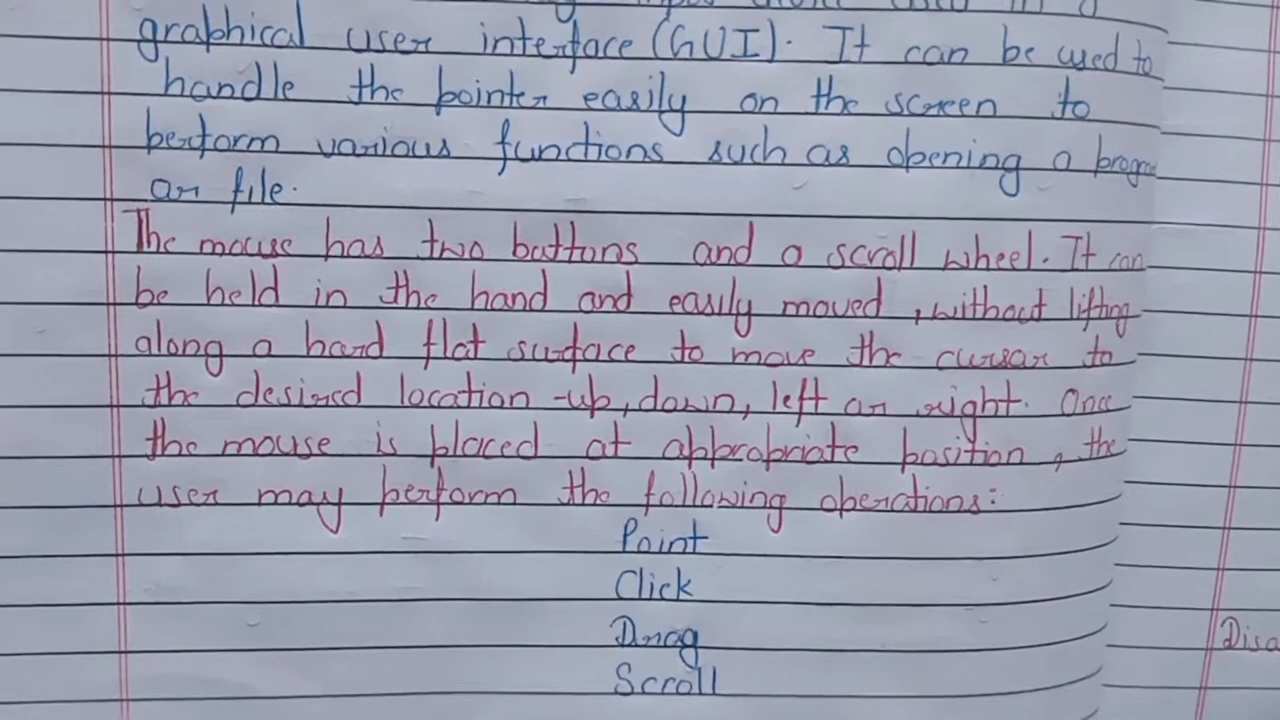 used in a
graphical user interface (GUI). It can be used to
handle the pointer easily on the screen to
perform various functions such as opening a
or file.
The mouse has two buttons and a scroll wheel. It can
be held in the hand and easily moved, without lifting
along a hard flat surface to move the cursor to
the desired location -up, down, left or right. Once
the mouse is placed at appropriate position, the
user may perform the following operations:
Point
Click
Drag
Scroll